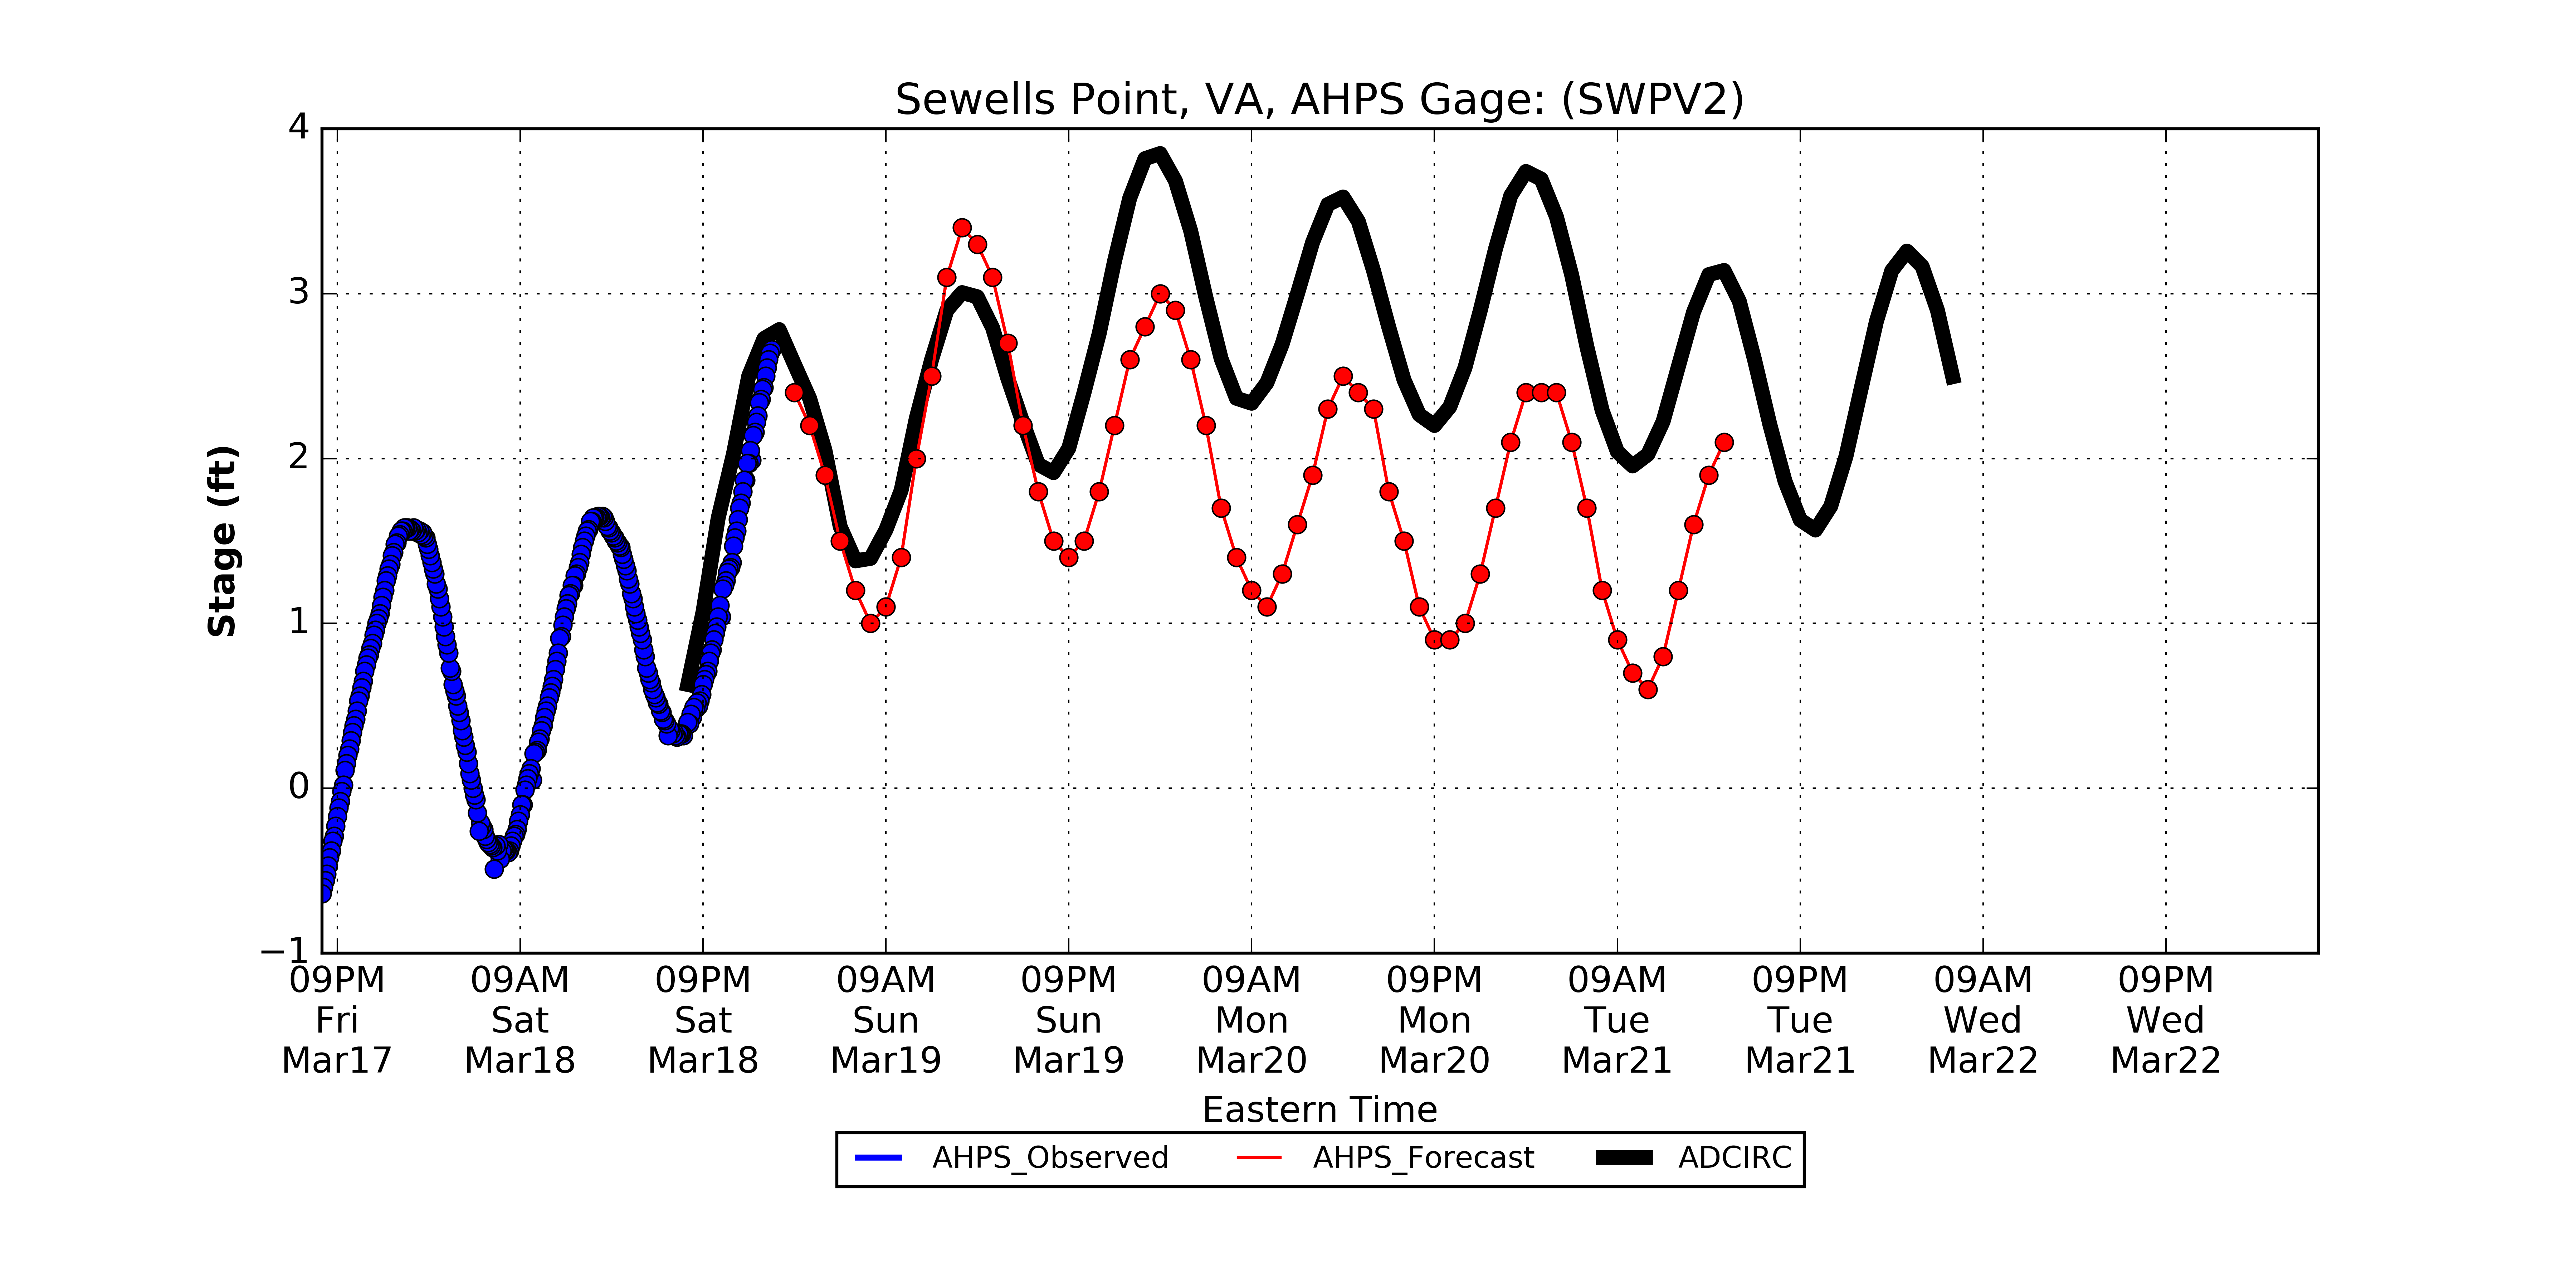 Sewells Point, VA, AHPS Gage: (SWPV2)
4
3
2
1
0
−1
Stage (ft)
09PM 09AM 09PM 09AM 09PM 09AM 09PM 09AM 09PM 09AM 09PM
Fri Sat Sat Sun Sun Mon Mon Tue Tue Wed Wed
Mar17 Mar18 Mar18 Mar19 Mar19 Mar20 Mar20 Mar21 Mar21 Mar22 Mar22
Eastern Time
AHPS_Observed AHPS_Forecast ADCIRC